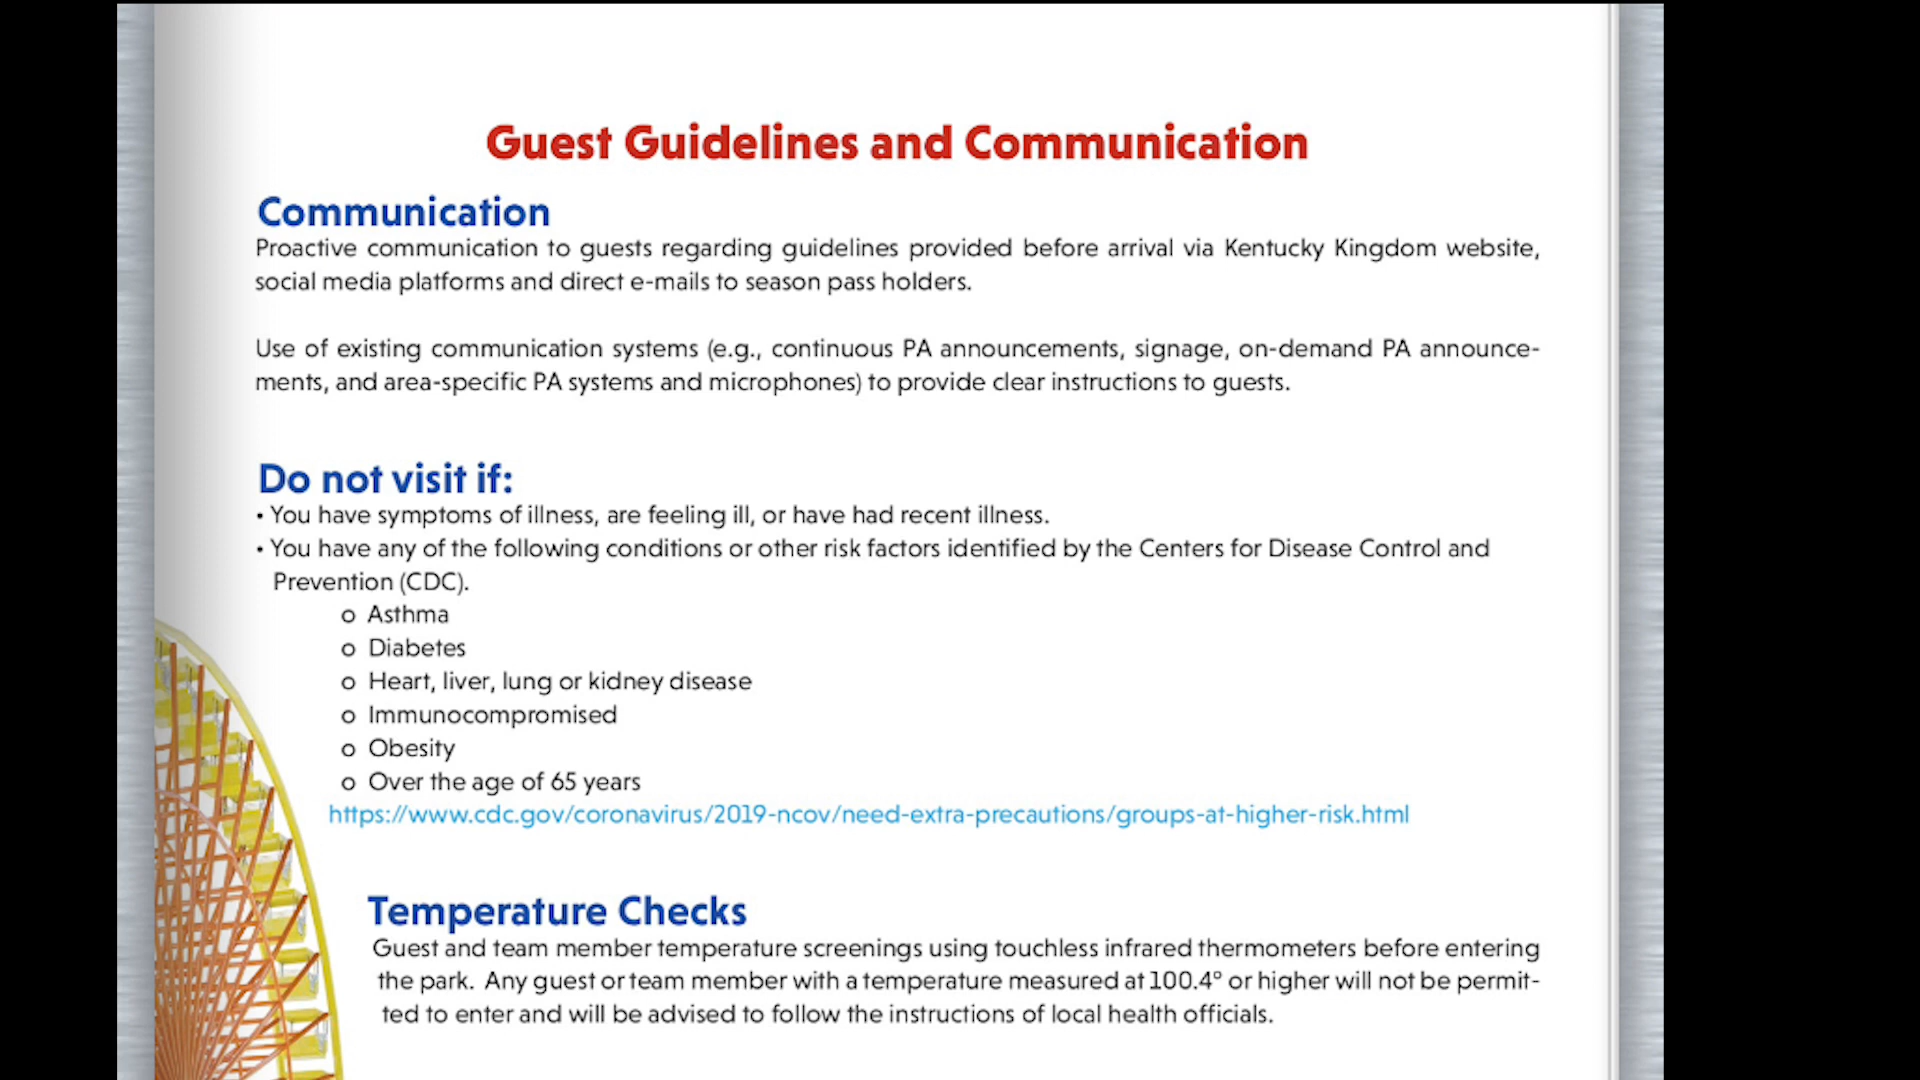 Guest Guidelines and Communication
Communication
Proactive communication to guests regarding guidelines provided before arrival via Kentucky Kingdom website,
social media platforms and direct e-mails to season pass holders.
Use of existing communication systems (e.g., continuous PA announcements, signage, on-demand PA announce-
ments, and area-specific PA systems and microphones) to provide clear instructions to guests.
Do not visit if:
• You have symptoms of illness, are feeling ill, or have had recent illness.
• You have any of the following conditions or other risk factors identified by the Centers for Disease Control and
Prevention (CDC).
o Asthma
o Diabetes
o Heart, liver, lung or kidney disease
o Immunocompromised
o Obesity
o Over the age of 65 years
https://www.cdc.gov/coronavirus/2019-ncov/need-extra-precautions/groups-at-higher-risk.html
Temperature Checks
Guest and team member temperature screenings using touchless infrared thermometers before entering
the park. Any guest or team member with a temperature measured at 100.4° or higher will not be permit-
ted to enter and will be advised to follow the instructions of local health officials.